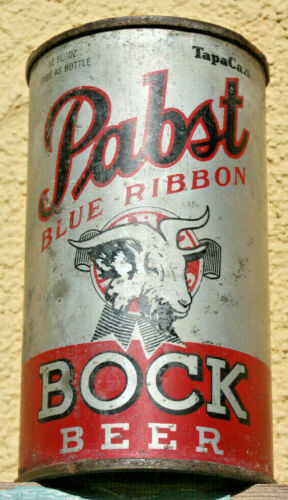 12 FL. OZ.
SAME AS BOTTLE
TapaCan
Pabst
BLUE RIBBON
BOCK
BEER